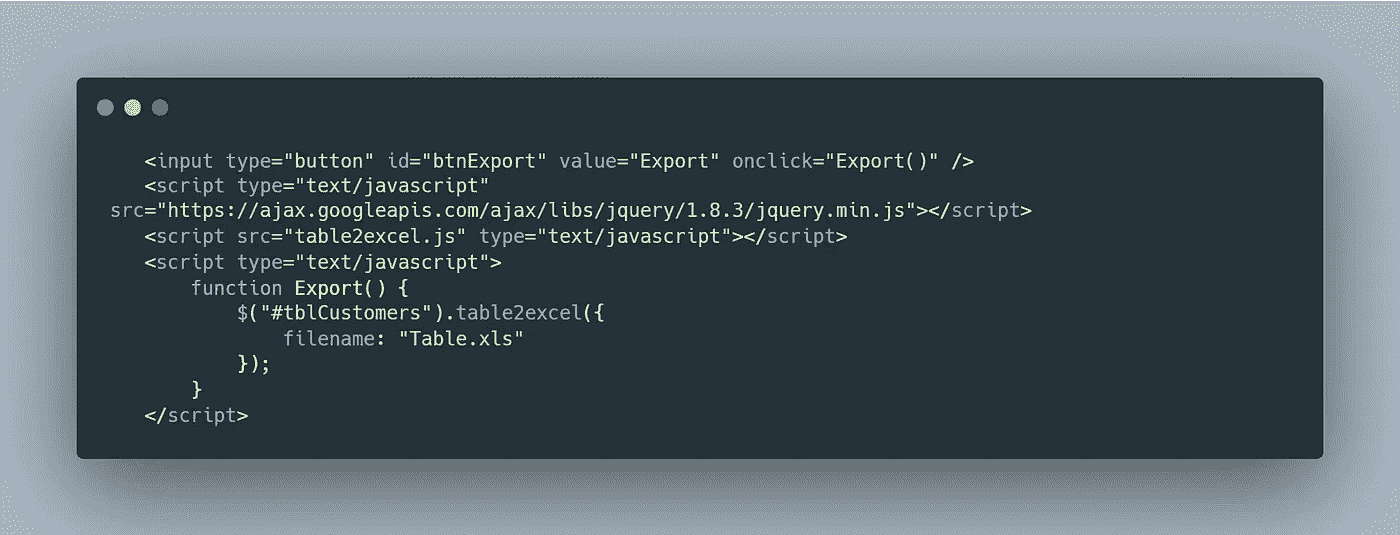 <input type="button" id="btnExport" value="Export" onclick="Export()" />
<script type="text/javascript"
src="https://ajax.googleapis.com/ajax/libs/jquery/1.8.3/jquery.min.js"></script>
<script src="table2excel.js" type="text/javascript"></script>
<script type="text/javascript">
function Export() {
$("#tblCustomers").table2excel({
filename: "Table.xls"
});
}
</script>